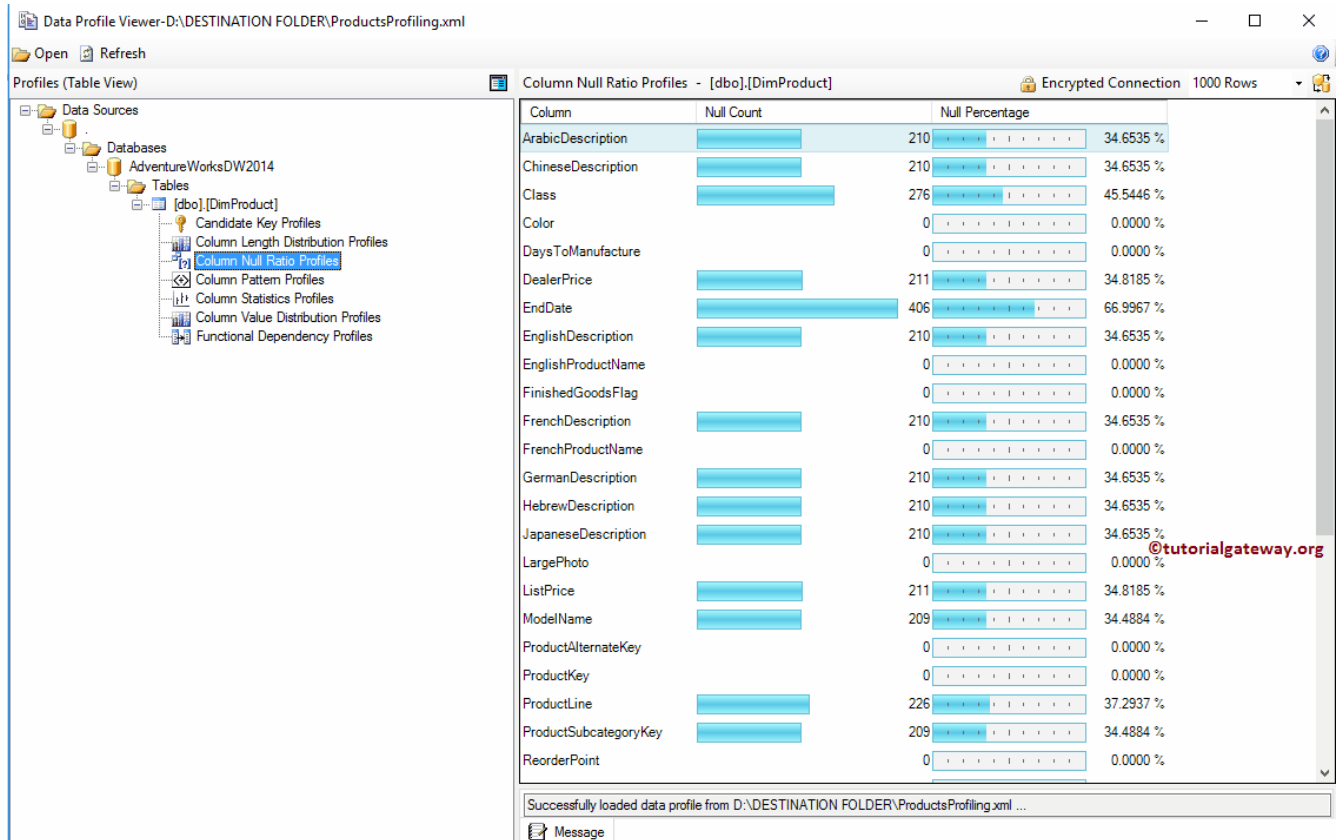 Data Profile Viewer-D:\DESTINATION FOLDER\ProductsProfiling.xml
Open Refresh
Profiles (Table View)
Data Sources
.
Databases
AdventureWorksDW2014
Tables
[dbo].[DimProduct]
Candidate Key Profiles
Column Length Distribution Profiles
Column Null Ratio Profiles
Column Pattern Profiles
Column Statistics Profiles
Column Value Distribution Profiles
Functional Dependency Profiles
Column Null Ratio Profiles - [dbo].[DimProduct] Encrypted Connection 1000 Rows
Column Null Count Null Percentage
ArabicDescription 210 34.6535 %
ChineseDescription 210 34.6535 %
Class 276 45.5446 %
Color 0 0.0000 %
DaysToManufacture 0 0.0000 %
DealerPrice 211 34.8185 %
EndDate 406 66.9967 %
EnglishDescription 210 34.6535 %
EnglishProductName 0 0.0000 %
FinishedGoodsFlag 0 0.0000 %
FrenchDescription 210 34.6535 %
FrenchProductName 0 0.0000 %
GermanDescription 210 34.6535 %
HebrewDescription 210 34.6535 %
JapaneseDescription 210 34.6535 %
©tutorialgateway.org
LargePhoto 0 0.0000 %
ListPrice 211 34.8185 %
ModelName 209 34.4884 %
ProductAlternateKey 0 0.0000 %
ProductKey 0 0.0000 %
ProductLine 226 37.2937 %
ProductSubcategoryKey 209 34.4884 %
ReorderPoint 0 0.0000 %
Successfully loaded data profile from D:\DESTINATION FOLDER\ProductsProfiling.xml ...
Message